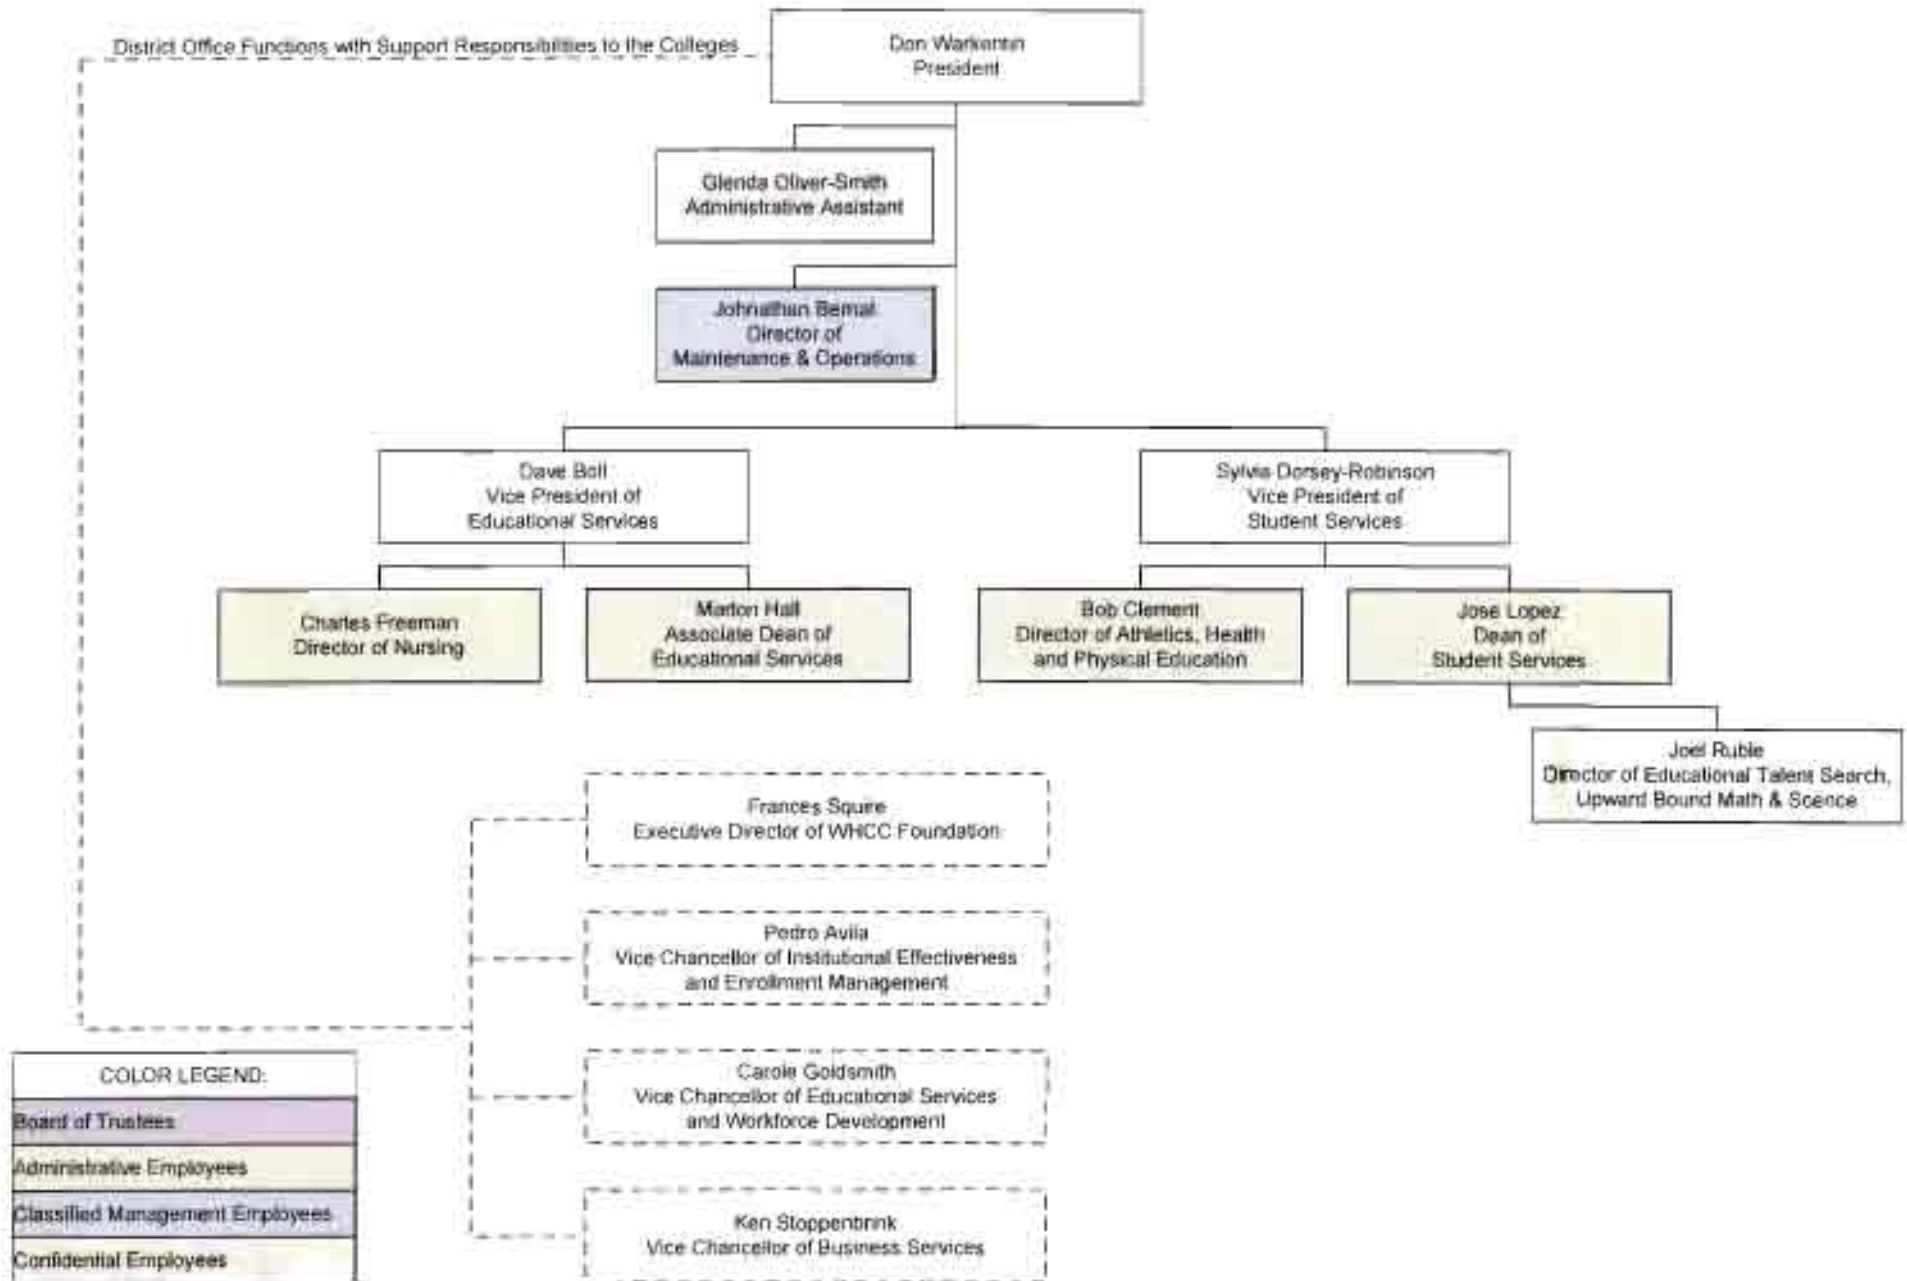 District Office Functions with Support Responsibilities to the Colleges
Don Warkentin
President
Glenda Oliver-Smith
Administrative Assistant
Johnathan Bernal
Director of
Maintenance & Operations
Dave Boll
Vice President of
Educational Services
Sylvia Dorsey-Robinson
Vice President of
Student Services
Charles Freeman
Director of Nursing
Marlon Hall
Associate Dean of
Educational Services
Bob Clement
Director of Athletics, Health
and Physical Education
Jose Lopez
Dean of
Student Services
Joel Ruble
Director of Educational Talent Search,
Upward Bound Math & Scence
Frances Squire
Executive Director of WHCC Foundation
Pedro Avila
Vice Chancellor of Institutional Effectiveness
and Enrollment Management
Carole Goldsmith
Vice Chancellor of Educational Services
and Workforce Development
Ken Stoppenbrink
Vice Chancellor of Business Services
COLOR LEGEND:
Board of Trustees
Administrative Employees
Classified Management Employees
Confidential Employees